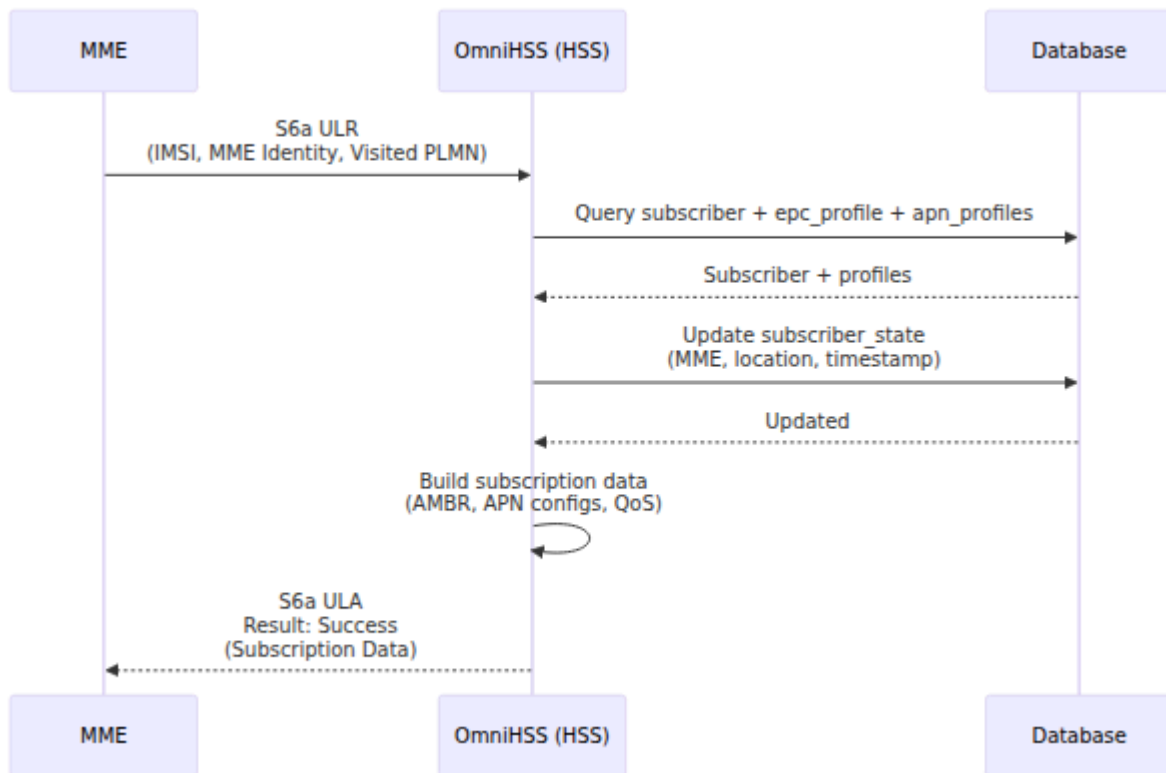 MME
OmniHSS (HSS)
Database
S6a ULR
(IMSI, MME Identity, Visited PLMN)
Query subscriber + epc_profile + apn_profiles
Subscriber + profiles
Update subscriber_state
(MME, location, timestamp)
Updated
Build subscription data
(AMBR, APN configs, QoS)
S6a ULA
Result: Success
(Subscription Data)
MME
OmniHSS (HSS)
Database